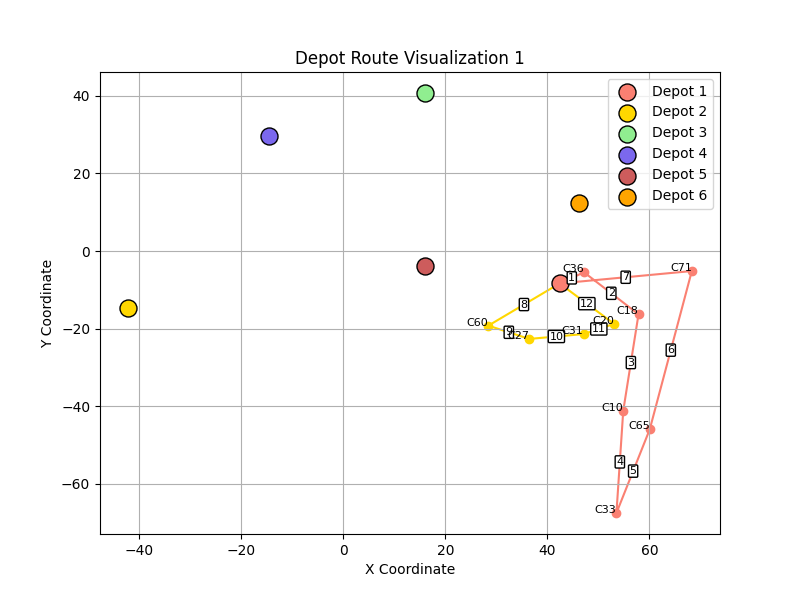 Depot Route Visualization 1
Depot 1
Depot 2
Depot 3
Depot 4
Depot 5
Depot 6
40
20
0
−20
−40
−60
Y Coordinate
C36
C71
1
7
2
8
12
C18
C60
C20
9
C27
10
C31
11
3
6
C10
C65
4
5
C33
−40
−20
0
20
40
60
X Coordinate